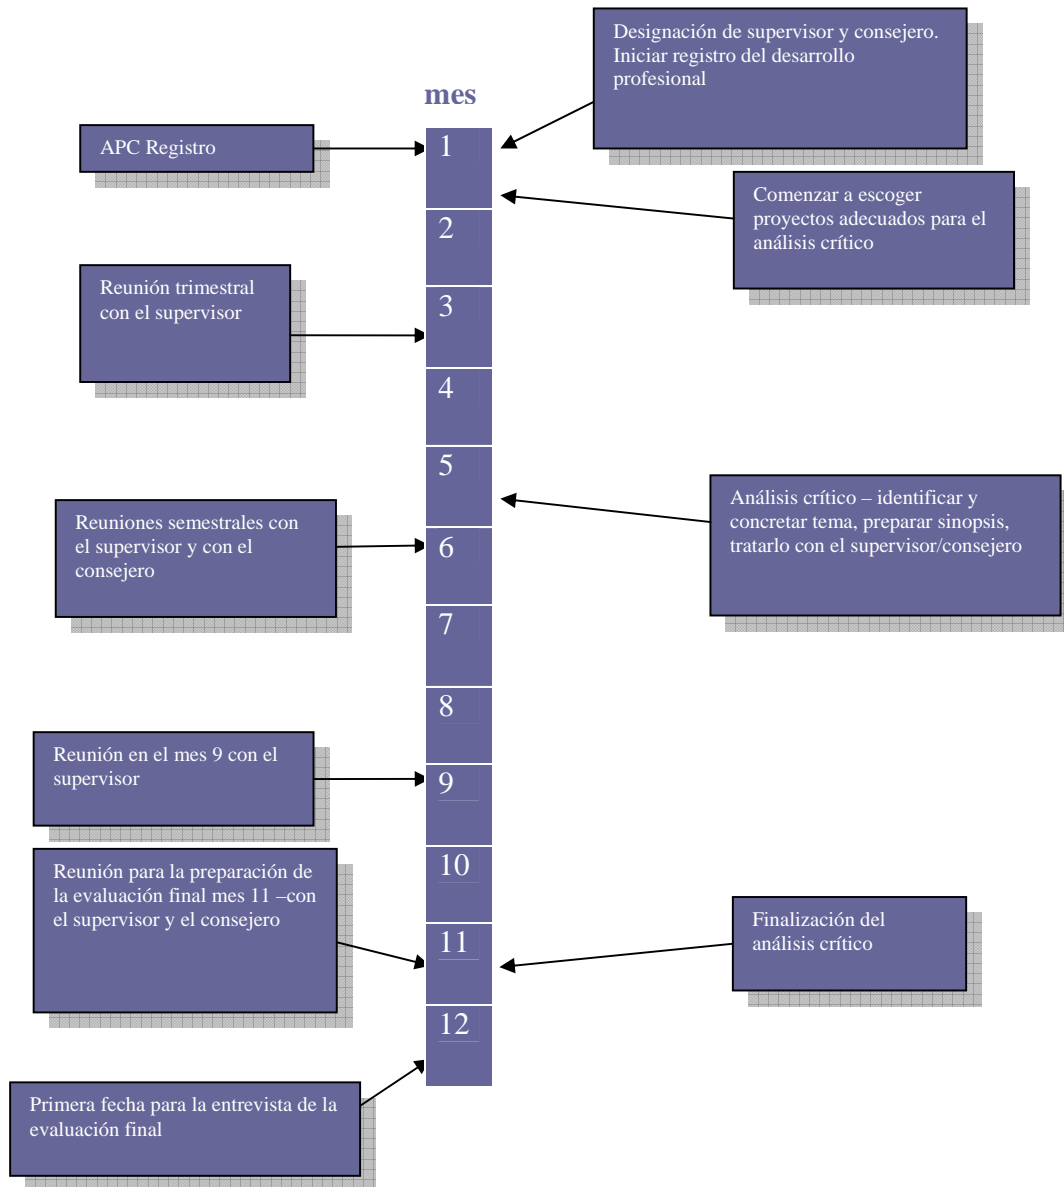 Designación de supervisor y consejero.
Iniciar registro del desarrollo
profesional
mes
APC Registro
1
Comenzar a escoger
proyectos adecuados para el
análisis crítico
2
Reunión trimestral
con el supervisor
3
4
5
Análisis crítico – identificar y
concretar tema, preparar sinopsis,
tratarlo con el supervisor/consejero
Reuniones semestrales con
el supervisor y con el
consejero
6
7
8
Reunión en el mes 9 con el
supervisor
9
10
Reunión para la preparación de
la evaluación final mes 11 –con
el supervisor y el consejero
11
Finalización del
análisis crítico
12
Primera fecha para la entrevista de la
evaluación final